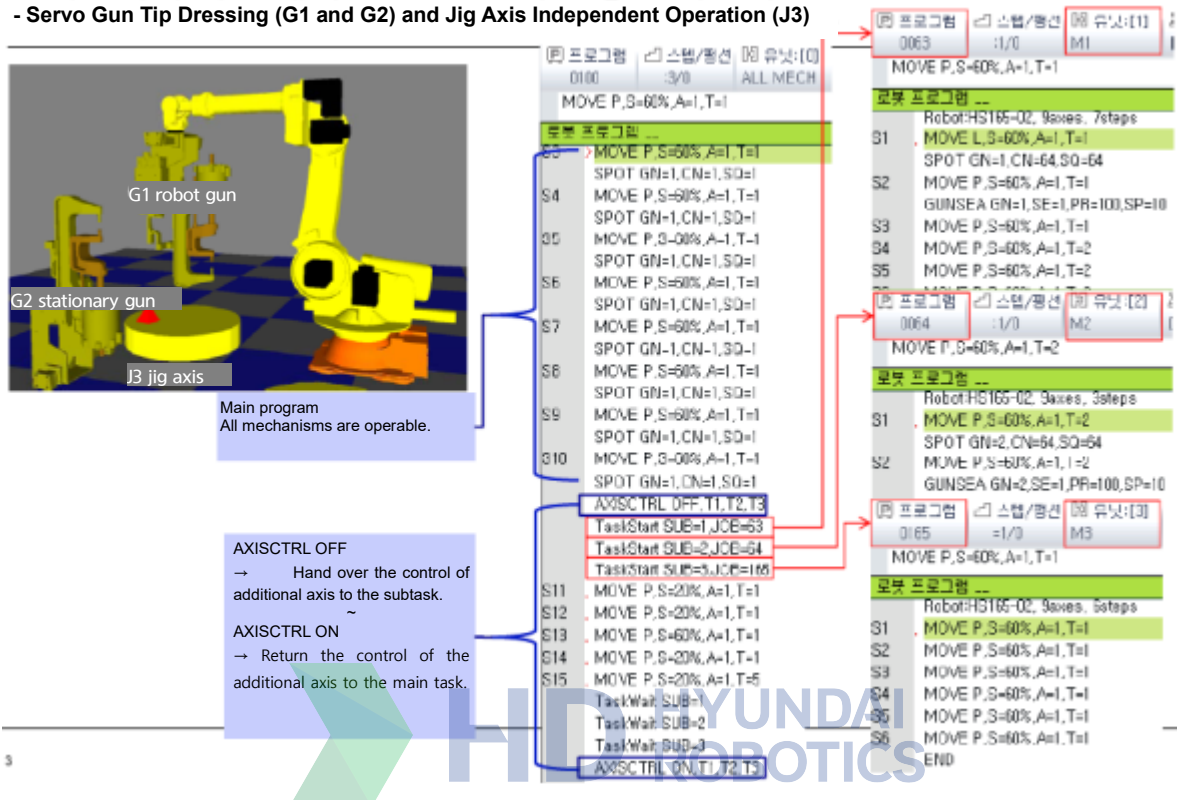 - Servo Gun Tip Dressing (G1 and G2) and Jig Axis Independent Operation (J3)
G1 robot gun
G2 stationary gun
J3 jig axis
Main program
All mechanisms are operable.
AXISCTRL OFF
→ Hand over the control of
additional axis to the subtask.
~
AXISCTRL ON
→ Return the control of the
additional axis to the main task.
프로그램 스텝/펑션 유닛:[0]
0100 :3/0 ALL MECH
MOVE P,S=60%,A=1,T=1
로봇 프로그램 __
S3 MOVE P,S=60%,A=1,T=1
SPOT GN=1,CN=1,SQ=1
S4 MOVE P,S=60%,A=1,T=1
SPOT GN=1,CN=1,SQ=1
S5 MOVE P,S=60%,A=1,T=1
SPOT GN=1,CN=1,SQ=1
S6 MOVE P,S=60%,A=1,T=1
SPOT GN=1,CN=1,SQ=1
S7 MOVE P,S=60%,A=1,T=1
SPOT GN=1,CN=1,SQ=1
S8 MOVE P,S=60%,A=1,T=1
SPOT GN=1,CN=1,SQ=1
S9 MOVE P,S=60%,A=1,T=1
SPOT GN=1,CN=1,SQ=1
S10 MOVE P,S=60%,A=1,T=1
SPOT GN=1,CN=1,SQ=1
AXISCTRL OFF,T1,T2,T3
TaskStart SUB=1,JOB=63
TaskStart SUB=2,JOB=64
TaskStart SUB=3,JOB=165
S11 MOVE P,S=20%,A=1,T=1
S12 MOVE P,S=20%,A=1,T=1
S13 MOVE P,S=60%,A=1,T=1
S14 MOVE P,S=20%,A=1,T=1
S15 MOVE P,S=20%,A=1,T=5
TaskWait SUB=1
TaskWait SUB=2
TaskWait SUB=3
AXISCTRL ON,T1,T2,T3
프로그램 스텝/펑션 유닛:[1]
0063 :1/0 M1
MOVE P,S=60%,A=1,T=1
로봇 프로그램 __
Robot:HS165-02, 9axes, 7steps
S1 MOVE L,S=60%,A=1,T=1
SPOT GN=1,CN=64,SQ=64
S2 MOVE P,S=60%,A=1,T=1
GUNSEA GN=1,SE=1,PR=100,SP=10
S3 MOVE P,S=60%,A=1,T=1
S4 MOVE P,S=60%,A=1,T=2
S5 MOVE P,S=60%,A=1,T=2
프로그램 스텝/펑션 유닛:[2]
0064 :1/0 M2
MOVE P,S=60%,A=1,T=2
로봇 프로그램 __
Robot:HS165-02, 9axes, 3steps
S1 MOVE P,S=60%,A=1,T=2
SPOT GN=2,CN=64,SQ=64
S2 MOVE P,S=60%,A=1,T=2
GUNSEA GN=2,SE=1,PR=100,SP=10
프로그램 스텝/펑션 유닛:[3]
0165 =1/0 M3
MOVE P,S=60%,A=1,T=1
로봇 프로그램 __
Robot:HS165-02, 9axes, 6steps
S1 MOVE P,S=60%,A=1,T=1
S2 MOVE P,S=60%,A=1,T=1
S3 MOVE P,S=60%,A=1,T=1
S4 MOVE P,S=60%,A=1,T=1
S5 MOVE P,S=60%,A=1,T=1
S6 MOVE P,S=60%,A=1,T=1
END
HD HYUNDAI
ROBOTICS
3